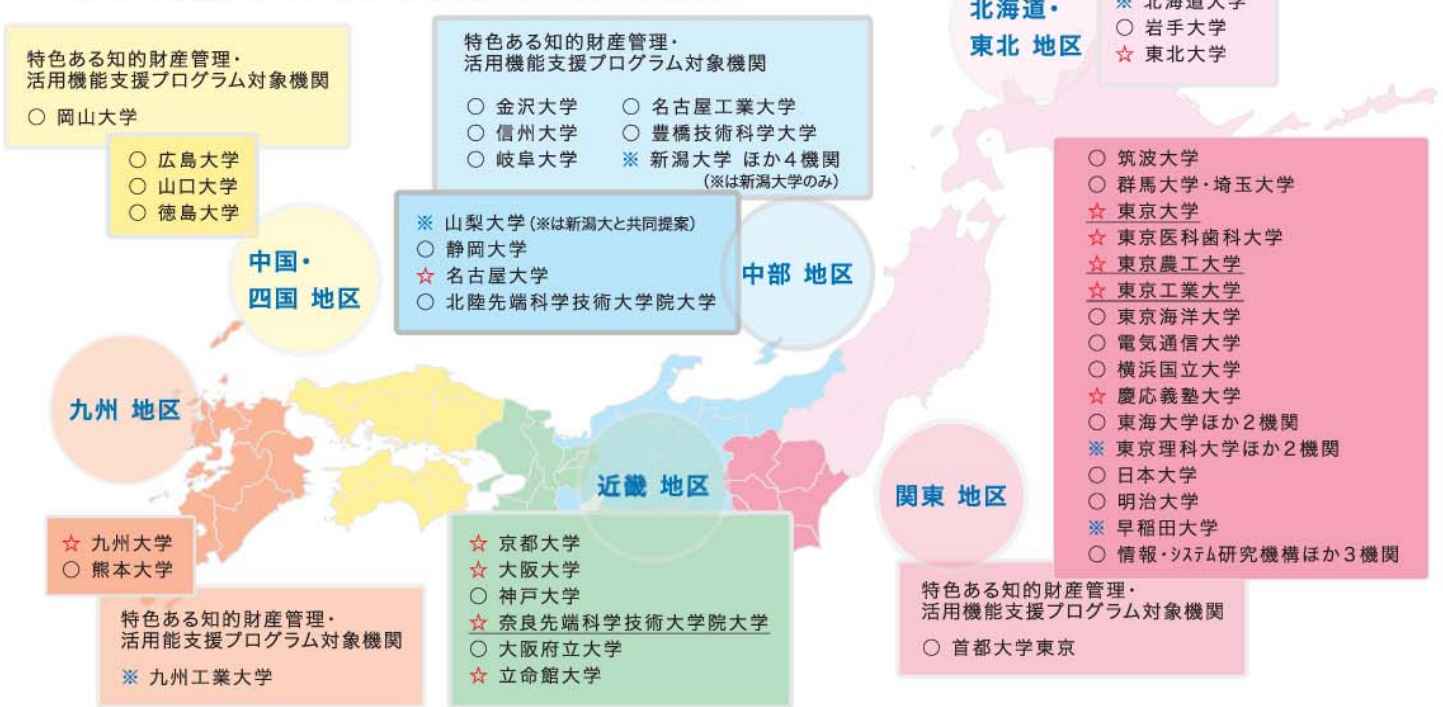 特色ある知的財産管理・
活用機能支援プログラム対象機関
○ 岡山大学
○ 広島大学
○ 山口大学
○ 徳島大学
中国・
四国 地区
特色ある知的財産管理・
活用機能支援プログラム対象機関
○ 金沢大学 ○ 名古屋工業大学
○ 信州大学 ○ 豊橋技術科学大学
○ 岐阜大学 ※ 新潟大学 ほか4機関
(※は新潟大学のみ)
※ 山梨大学(※は新潟大と共同提案)
○ 静岡大学
☆ 名古屋大学
○ 北陸先端科学技術大学院大学
中部 地区
北海道・
東北 地区
※ 北海道大学
○ 岩手大学
☆ 東北大学
○ 筑波大学
○ 群馬大学・埼玉大学
☆ 東京大学
☆ 東京医科歯科大学
☆ 東京農工大学
☆ 東京工業大学
○ 東京海洋大学
○ 電気通信大学
○ 横浜国立大学
☆ 慶応義塾大学
○ 東海大学ほか2機関
※ 東京理科大学ほか2機関
○ 日本大学
○ 明治大学
※ 早稲田大学
○ 情報・システム研究機構ほか3機関
関東 地区
特色ある知的財産管理・
活用機能支援プログラム対象機関
○ 首都大学東京
九州 地区
☆ 九州大学
○ 熊本大学
特色ある知的財産管理・
活用能支援プログラム対象機関
※ 九州工業大学
近畿 地区
☆ 京都大学
☆ 大阪大学
○ 神戸大学
☆ 奈良先端科学技術大学院大学
○ 大阪府立大学
☆ 立命館大学